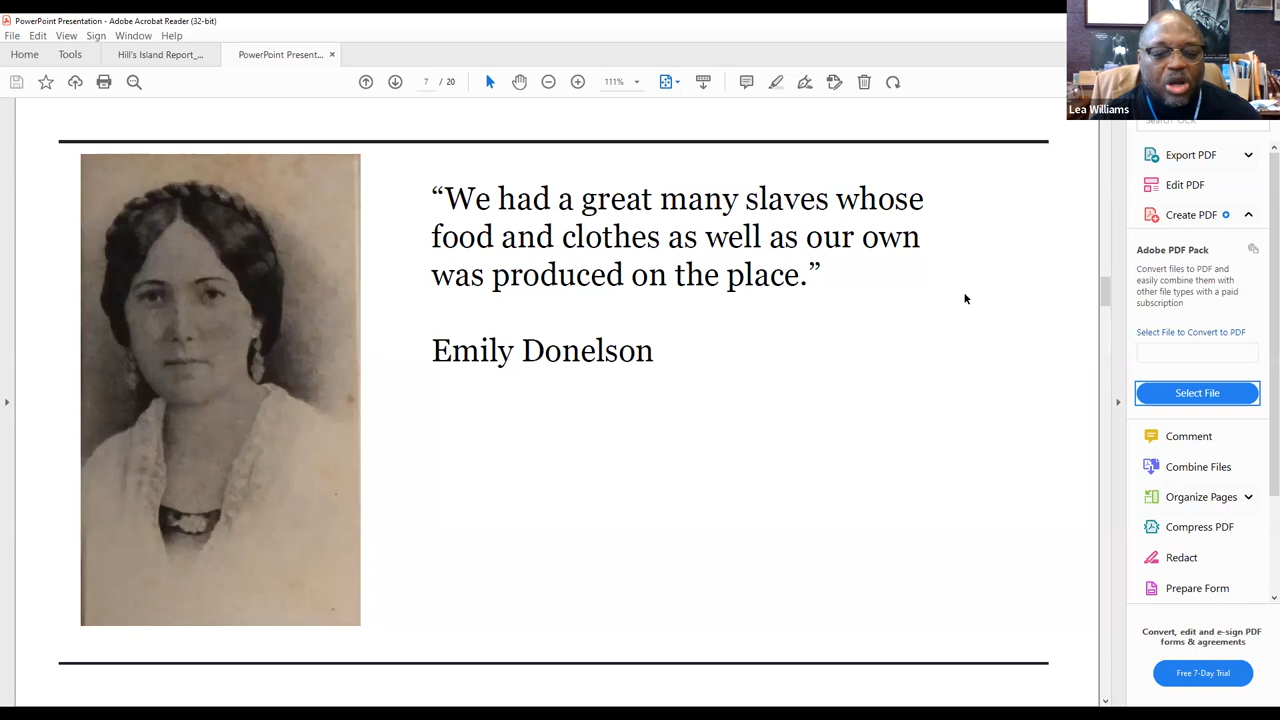 PowerPoint Presentation - Adobe Acrobat Reader (32-bit)
File Edit View Sign Window Help
Home Tools Hill's Island Report_... PowerPoint Present... ×
7 / 20 111%
Lea Williams
“We had a great many slaves whose
food and clothes as well as our own
was produced on the place.”
Emily Donelson
Export PDF
Edit PDF
Create PDF
Adobe PDF Pack
Convert files to PDF and
easily combine them with
other file types with a paid
subscription
Select File to Convert to PDF
Select File
Comment
Combine Files
Organize Pages
Compress PDF
Redact
Prepare Form
Convert, edit and e-sign PDF
forms & agreements
Free 7-Day Trial